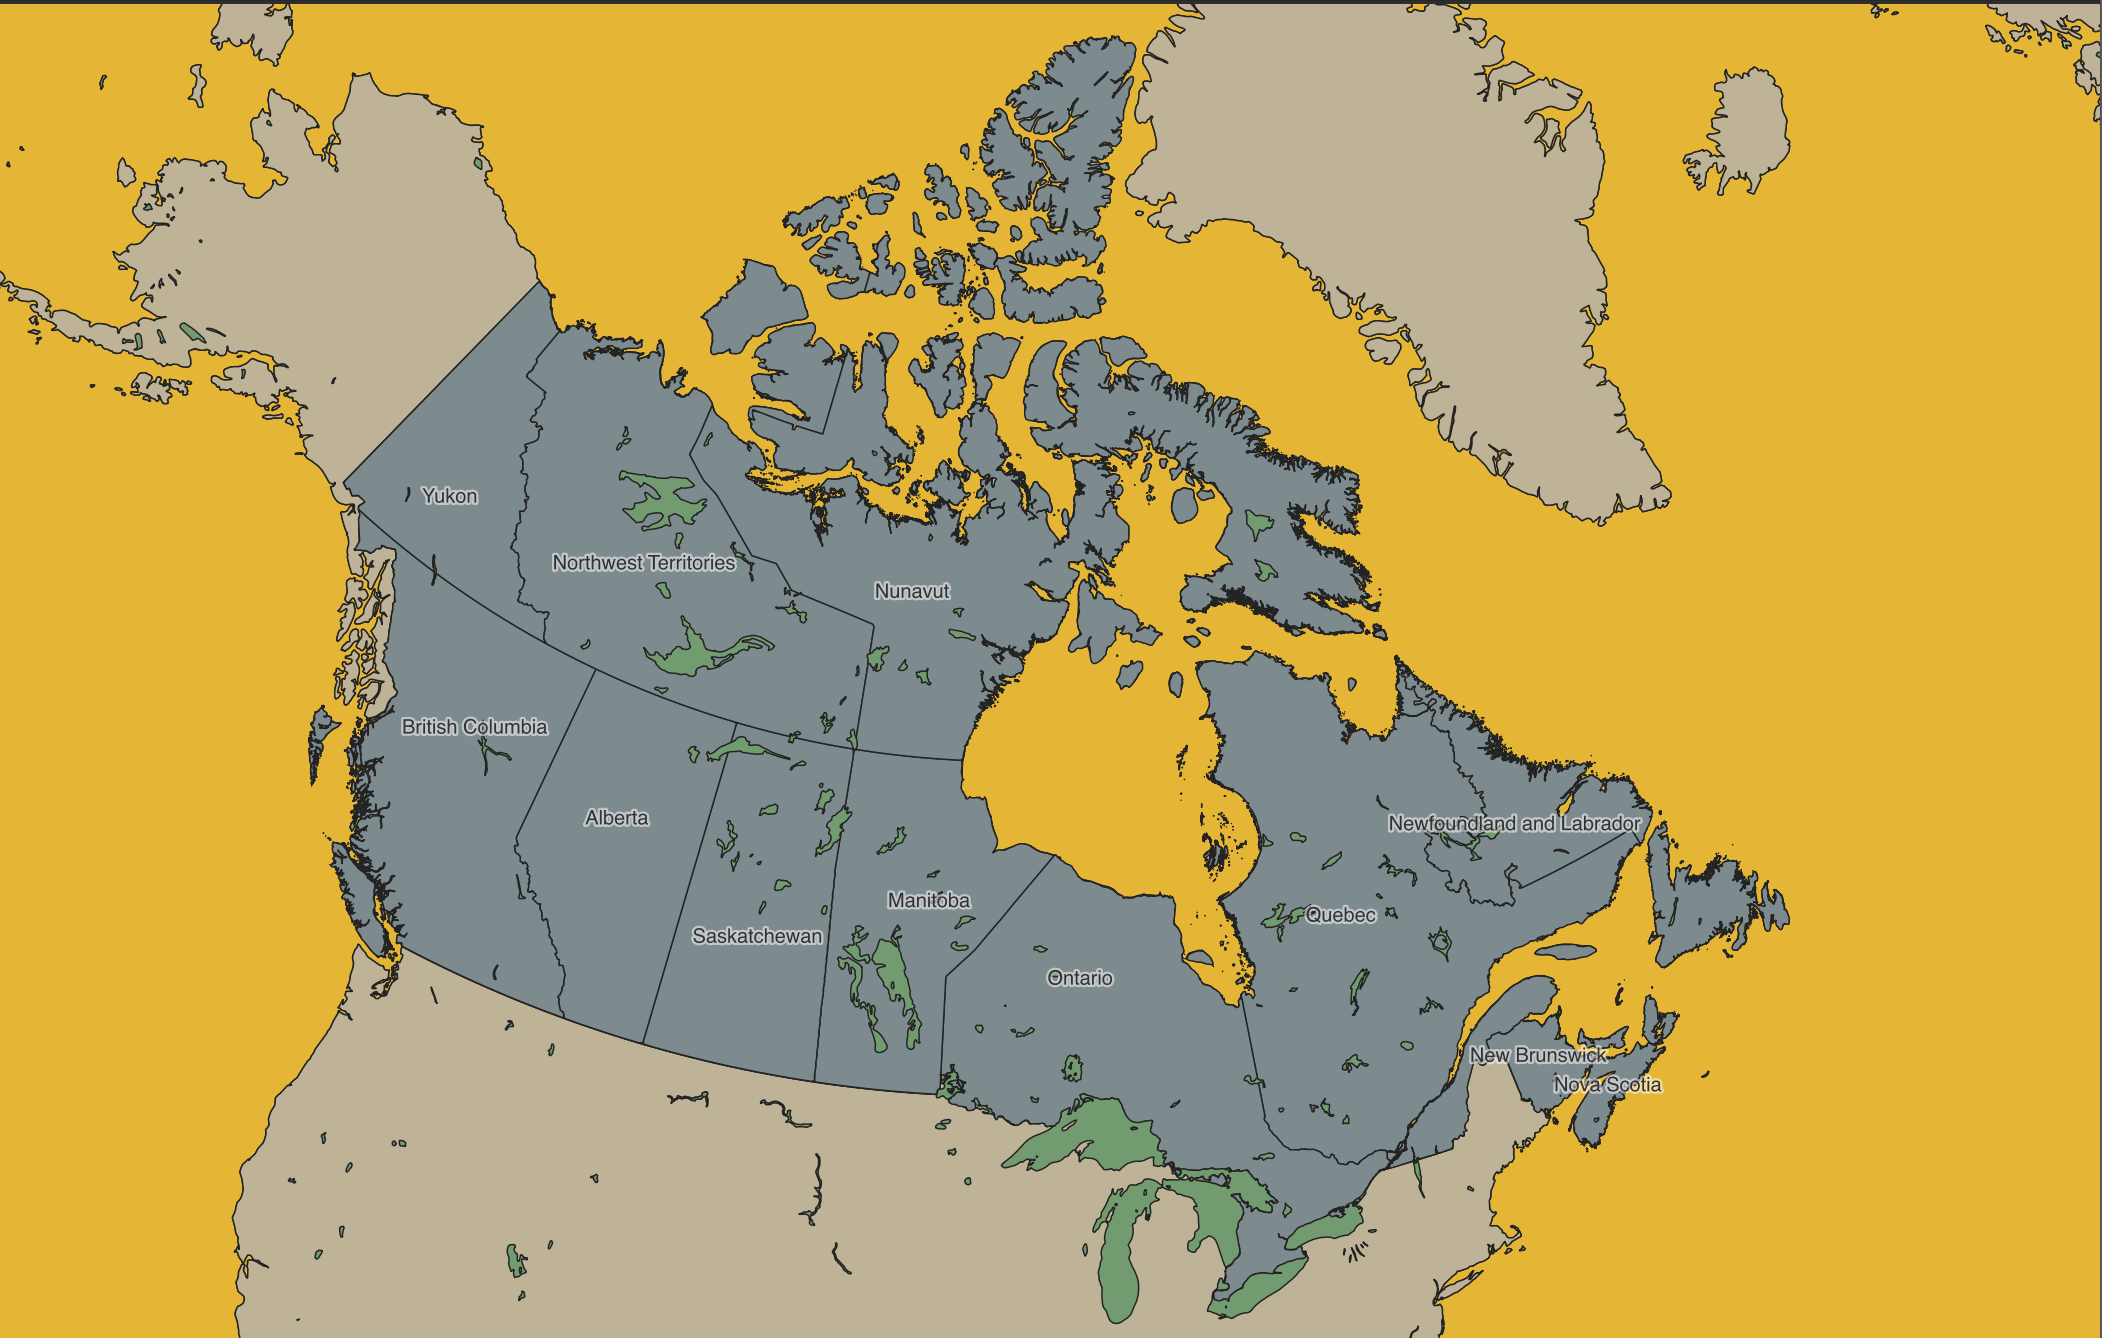 Yukon
Northwest Territories
Nunavut
British Columbia
Alberta
Newfoundland and Labrador
Manitoba
Quebec
Saskatchewan
Ontario
New Brunswick
Nova Scotia